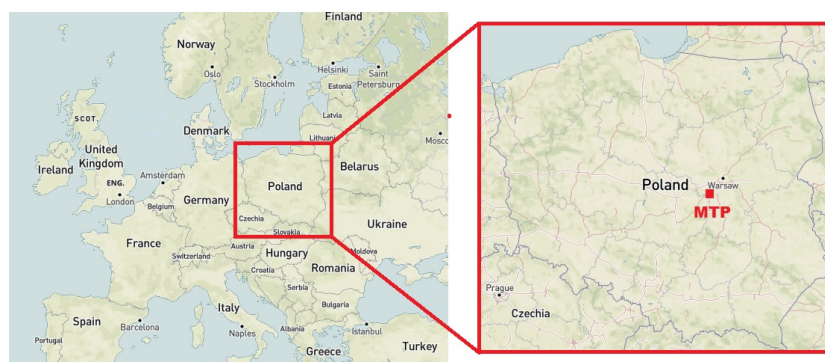 Finland
Norway
Oslo
Helsinki
Saint Petersburg
Stockholm
Estonia
SCOT.
Latvia
Denmark
Lithuania
Mosc
United Kingdom
Ireland
ENG.
Amsterdam
London
Belgium
Germany
Poland
Belarus
Czechia
Slovakia
Ukraine
France
Switzerland
Austria
Hungary
Moldova
Croatia
Romania
Serbia
Italy
Bulgaria
Spain
Barcelona
Portugal
Naples
Albania
Istanbul
Greece
Turkey
Poland
Warsaw
MTP
Prague
Czechia